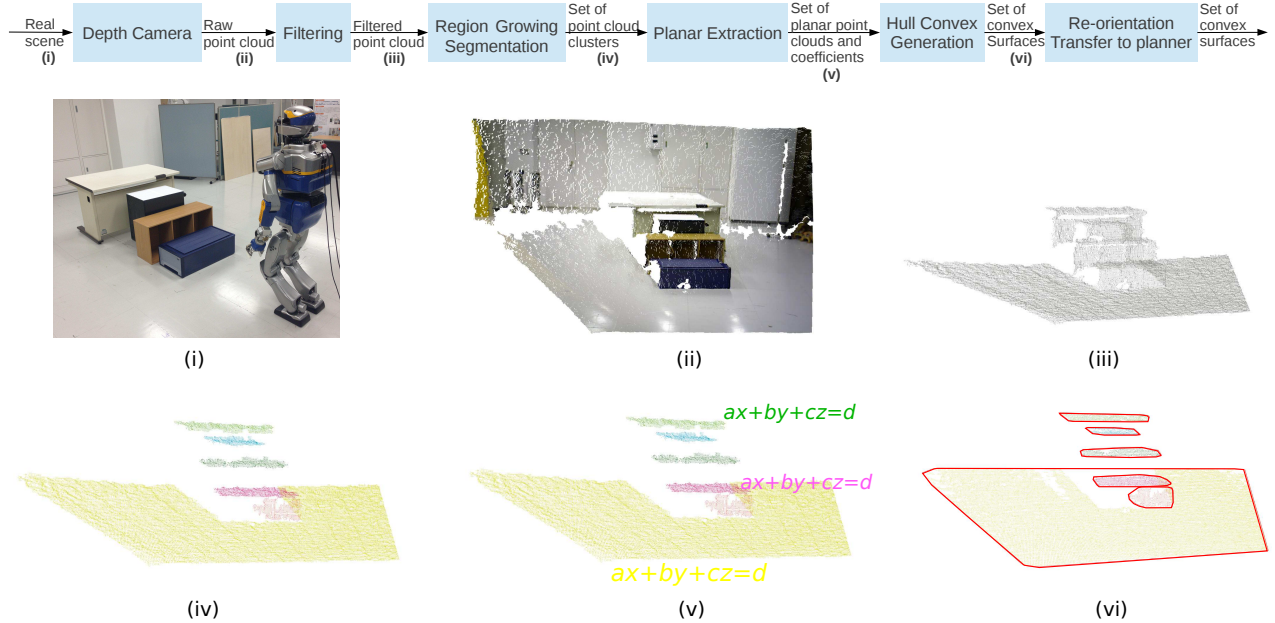 Real
scene
(i)
Depth Camera
Raw
point cloud
(ii)
Filtering
Filtered
point cloud
(iii)
Region Growing
Segmentation
Set of
point cloud
clusters
(iv)
Planar Extraction
Set of
planar point
clouds and
coefficients
(v)
Hull Convex
Generation
Set of
convex
Surfaces
(vi)
Re-orientation
Transfer to planner
Set of
convex
surfaces
(i)
(ii)
(iii)
ax+by+cz=d
ax+by+cz=d
ax+by+cz=d
(iv)
(v)
(vi)